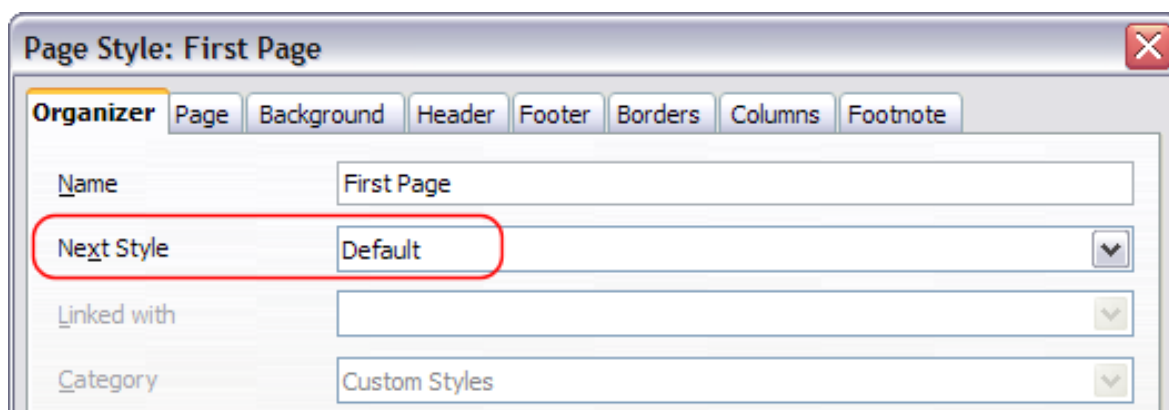 Page Style: First Page
Organizer Page Background Header Footer Borders Columns Footnote
Name First Page
Next Style Default
Linked with
Category Custom Styles